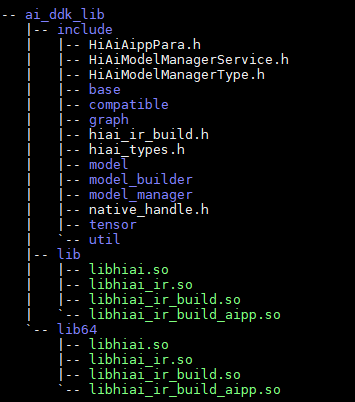 -- ai_ddk_lib
   |-- include
   |   |-- HiAiAippPara.h
   |   |-- HiAiModelManagerService.h
   |   |-- HiAiModelManagerType.h
   |   |-- base
   |   |-- compatible
   |   |-- graph
   |   |-- hiai_ir_build.h
   |   |-- hiai_types.h
   |   |-- model
   |   |-- model_builder
   |   |-- model_manager
   |   |-- native_handle.h
   |   |-- tensor
   |   `-- util
   |-- lib
   |   |-- libhiai.so
   |   |-- libhiai_ir.so
   |   |-- libhiai_ir_build.so
   |   `-- libhiai_ir_build_aipp.so
   `-- lib64
       |-- libhiai.so
       |-- libhiai_ir.so
       |-- libhiai_ir_build.so
       `-- libhiai_ir_build_aipp.so